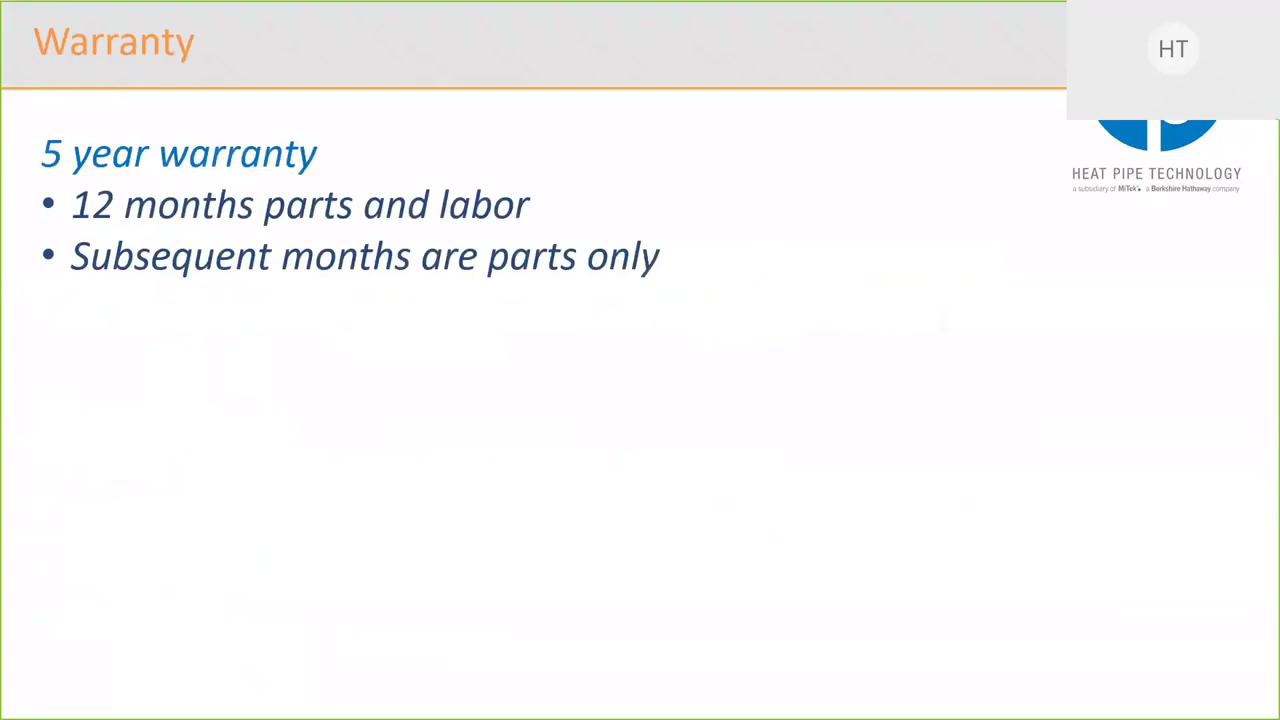 Warranty
HT
5 year warranty
• 12 months parts and labor
• Subsequent months are parts only
HEAT PIPE TECHNOLOGY
a subsidiary of MiTek a Berkshire Hathaway company